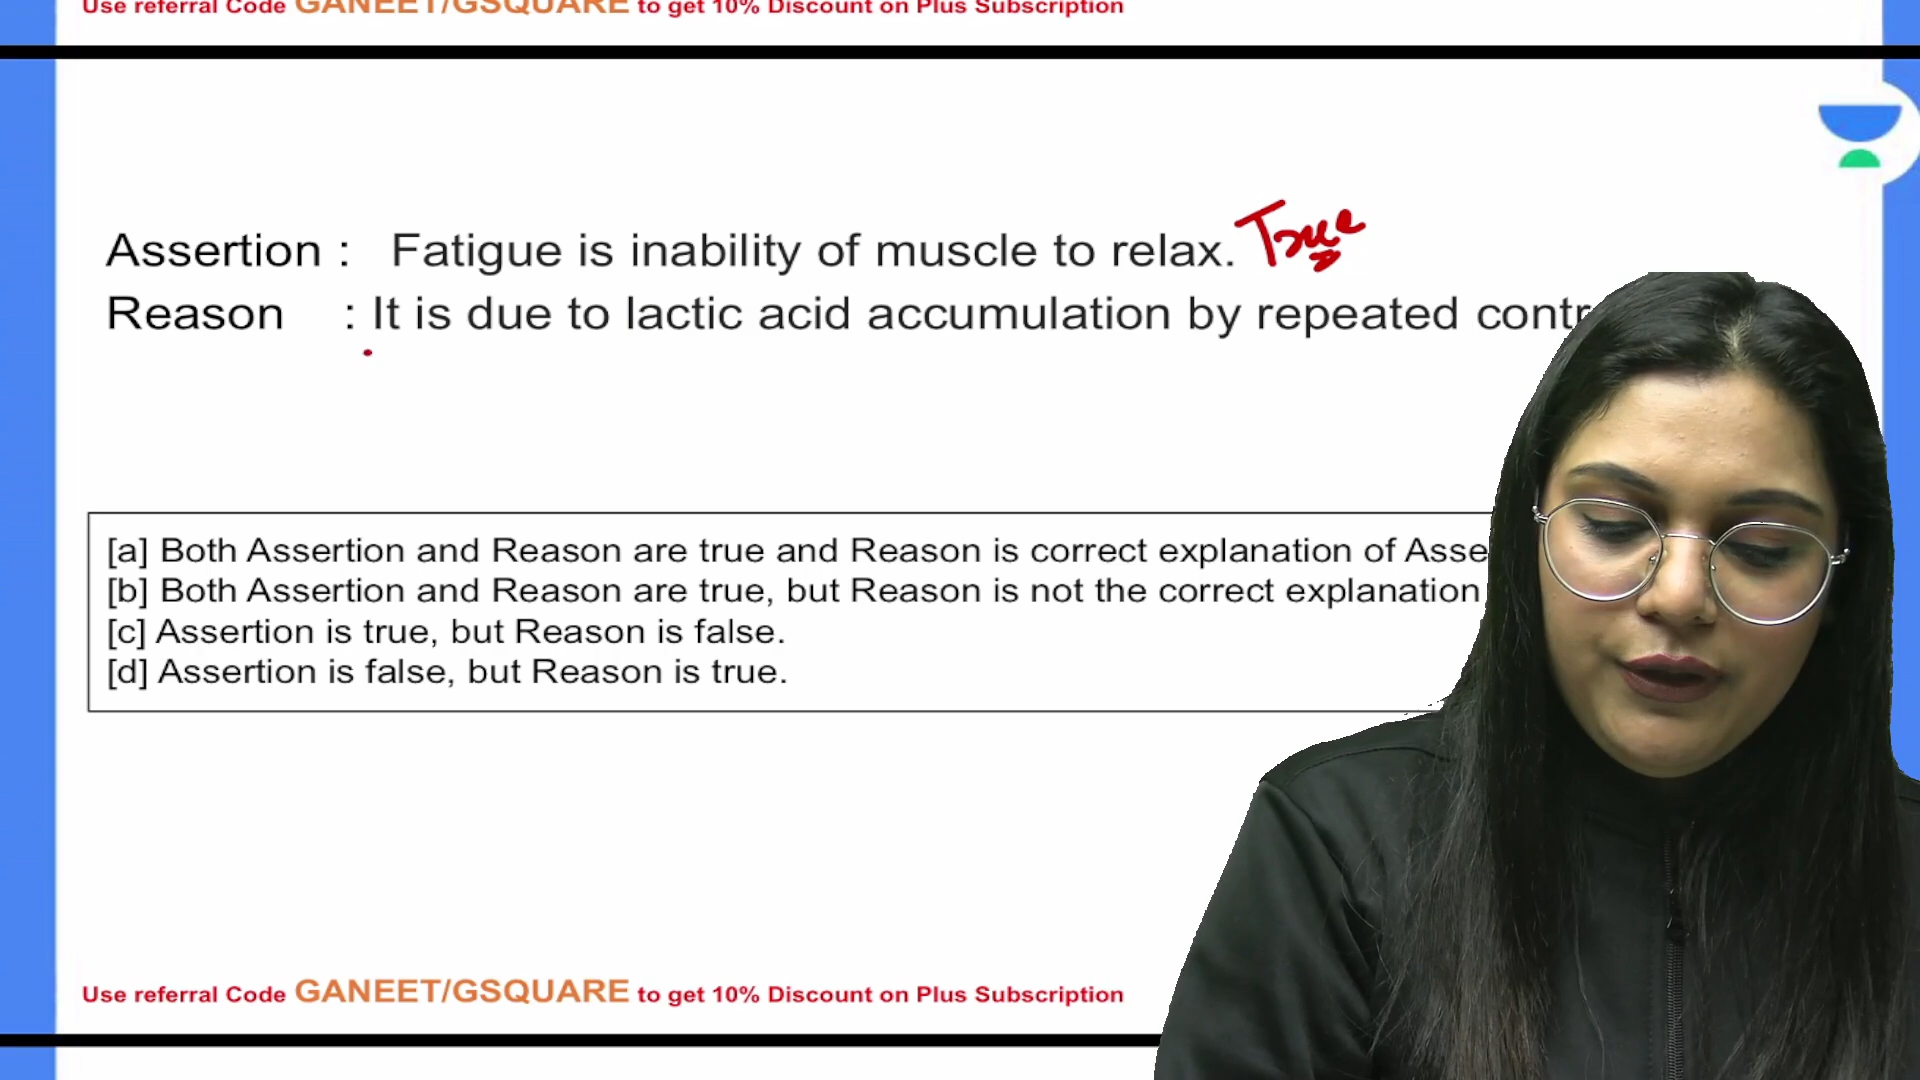 Use referral Code GANEET/GSQUARE to get 10% Discount on Plus Subscription
Assertion : Fatigue is inability of muscle to relax. True
Reason : It is due to lactic acid accumulation by repeated contr
[a] Both Assertion and Reason are true and Reason is correct explanation of Asse
[b] Both Assertion and Reason are true, but Reason is not the correct explanation
[c] Assertion is true, but Reason is false.
[d] Assertion is false, but Reason is true.
Use referral Code GANEET/GSQUARE to get 10% Discount on Plus Subscription